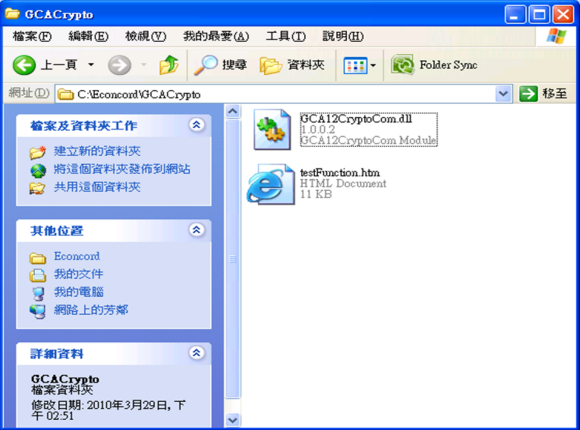 GCACrypto
檔案(F) 編輯(E) 檢視(V) 我的最愛(A) 工具(T) 說明(H)
上一頁 搜尋 資料夾 Folder Sync
網址(D) C:\Econcord\GCACrypto 移至
檔案及資料夾工作
建立新的資料夾
將這個資料夾發佈到網站
共用這個資料夾
其他位置
Econcord
我的文件
我的電腦
網路上的芳鄰
詳細資料
GCACrypto
檔案資料夾
修改日期: 2010年3月29日, 下
午 02:51
GCA12CryptoCom.dll
1.0.0.2
GCA12CryptoCom Module
testFunction.htm
HTML Document
11 KB